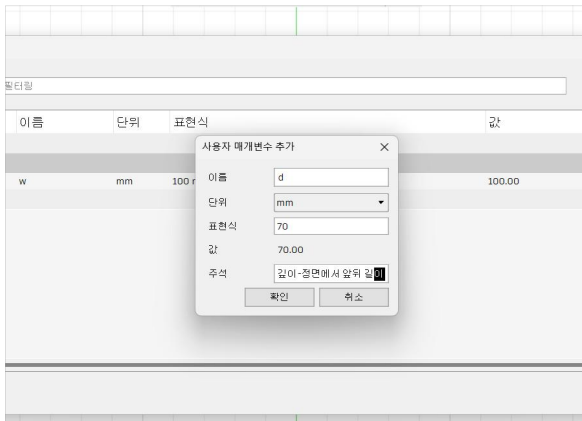 필터링
이름 단위 표현식 값
사용자 매개변수 추가
w mm 100 100.00
이름 d
단위 mm
표현식 70
값 70.00
주석 깊이-정면에서 앞뒤 길이
확인 취소